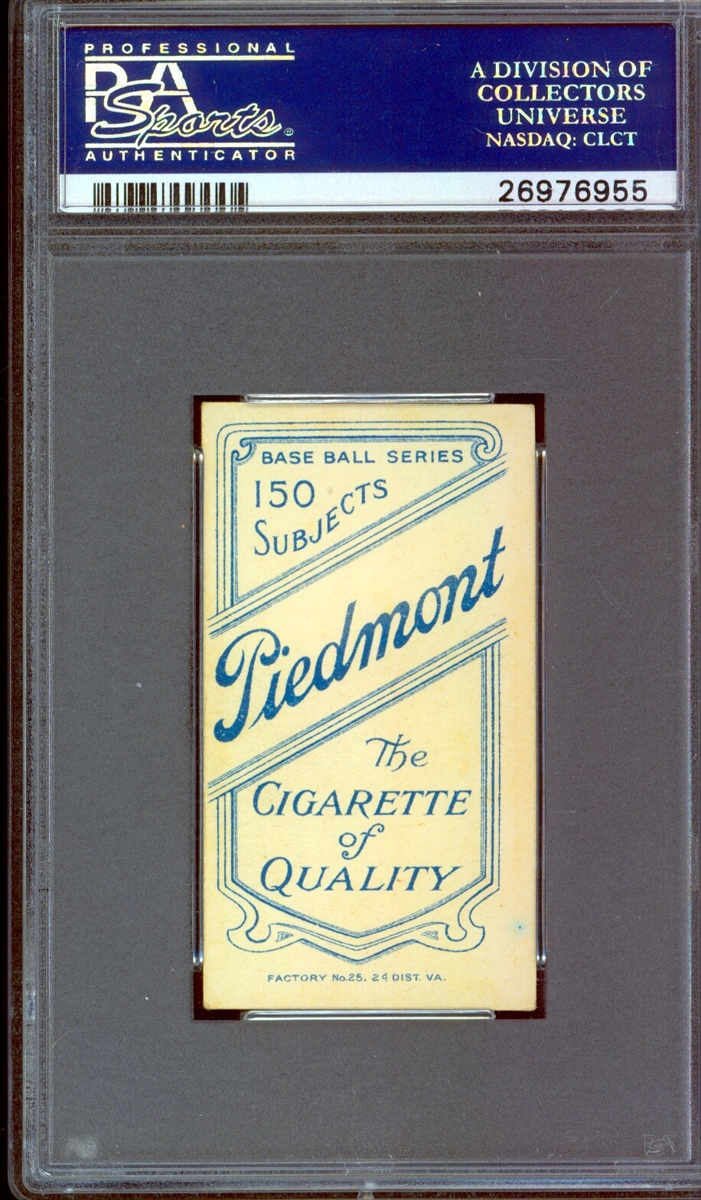 PROFESSIONAL
PSA
Sports®
AUTHENTICATOR
A DIVISION OF
COLLECTORS
UNIVERSE
NASDAQ: CLCT
26976955
BASE BALL SERIES
150
SUBJECTS
Piedmont
The
CIGARETTE
of
QUALITY
FACTORY No.25. 2d DIST. VA.
PSA